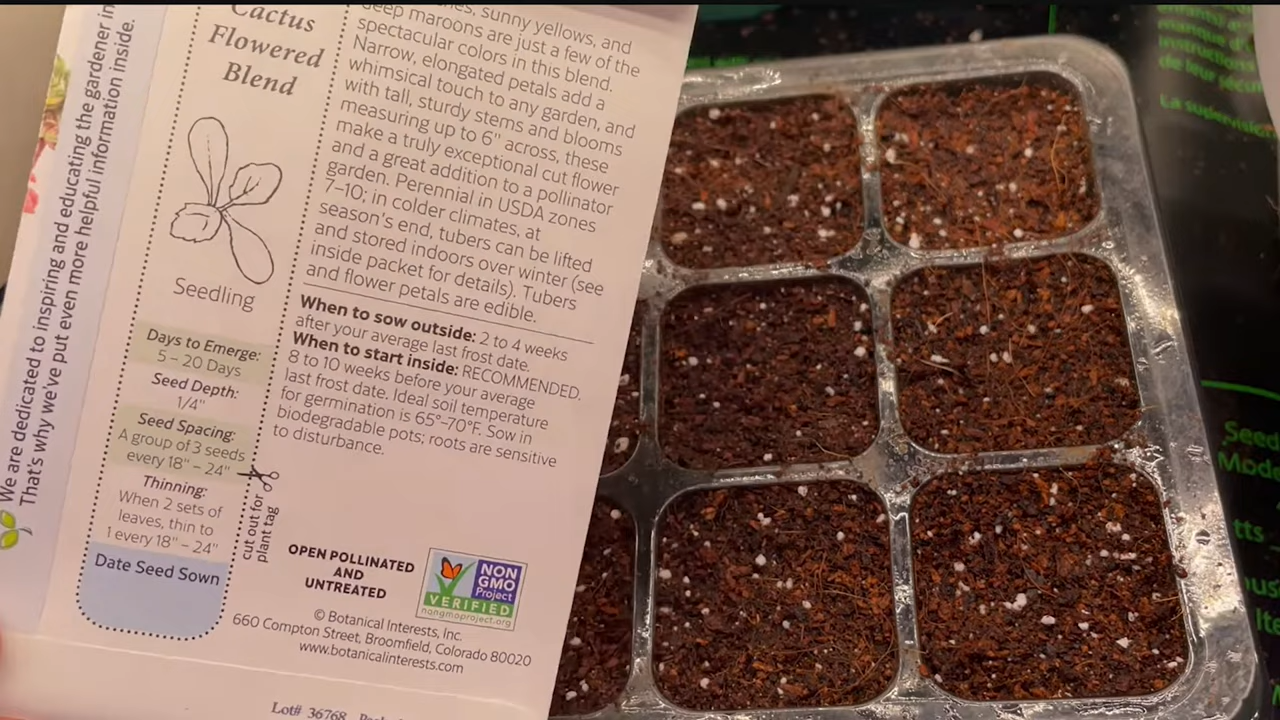 We are dedicated to inspiring and educating the gardener in
That's why we've put even more helpful information inside.
Cactus
Flowered
Blend
Seedling
Days to Emerge:
5 – 20 Days
Seed Depth:
1/4"
Seed Spacing:
A group of 3 seeds
every 18" – 24"
Thinning:
When 2 sets of
leaves, thin to
1 every 18" – 24"
Date Seed Sown
cut out for
plant tag
sunny yellows, and
deep maroons are just a few of the
spectacular colors in this blend.
Narrow, elongated petals add a
whimsical touch to any garden, and
with tall, sturdy stems and blooms
measuring up to 6" across, these
make a truly exceptional cut flower
and a great addition to a pollinator
garden. Perennial in USDA zones
7–10; in colder climates, at
season's end, tubers can be lifted
and stored indoors over winter (see
inside packet for details). Tubers
and flower petals are edible.
When to sow outside: 2 to 4 weeks
after your average last frost date.
When to start inside: RECOMMENDED.
8 to 10 weeks before your average
last frost date. Ideal soil temperature
for germination is 65°–70°F. Sow in
biodegradable pots; roots are sensitive
to disturbance.
OPEN POLLINATED
AND
UNTREATED
NON
GMO
Project
VERIFIED
nongmoproject.org
© Botanical Interests, Inc.
660 Compton Street, Broomfield, Colorado 80020
www.botanicalinterests.com
Lot# 36768
manque
instructions
de leur
La supervision
Seed